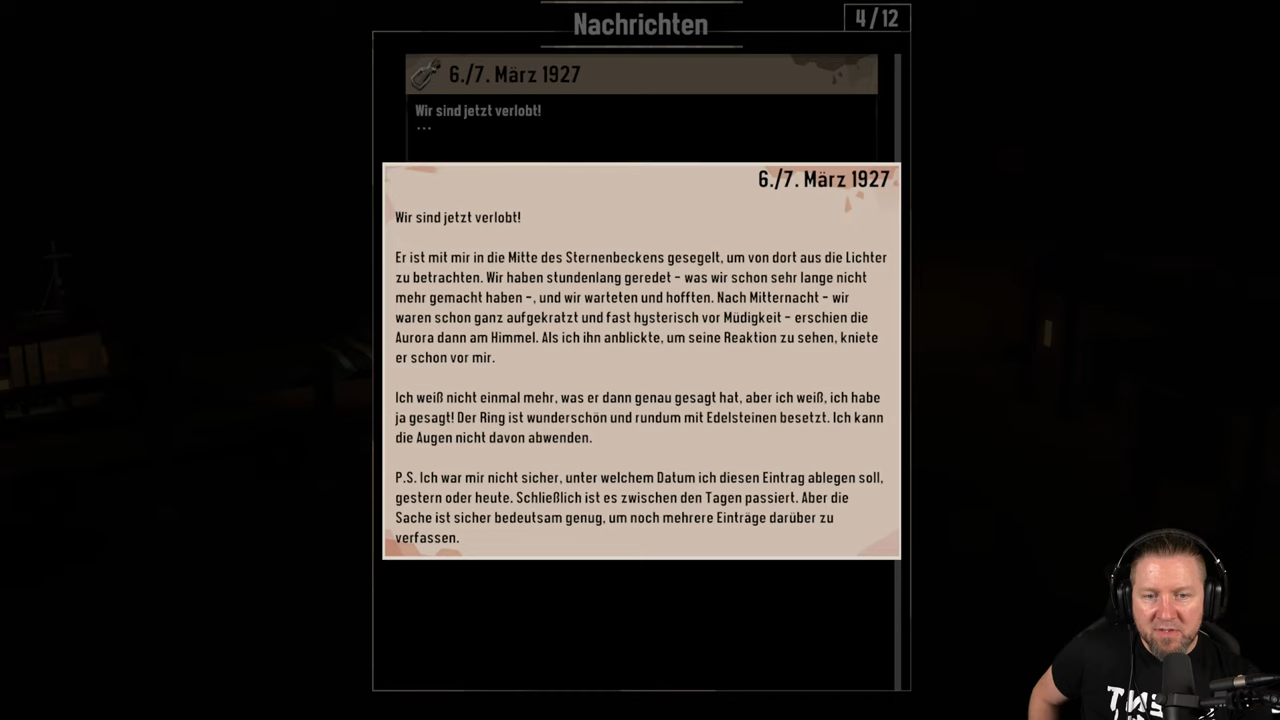 Nachrichten
4/12
6./7. März 1927
Wir sind jetzt verlobt!
...
6./7. März 1927
Wir sind jetzt verlobt!
Er ist mit mir in die Mitte des Sternenbeckens gesegelt, um von dort aus die Lichter
zu betrachten. Wir haben stundenlang geredet – was wir schon sehr lange nicht
mehr gemacht haben –, und wir warteten und hofften. Nach Mitternacht – wir
waren schon ganz aufgekratzt und fast hysterisch vor Müdigkeit – erschien die
Aurora dann am Himmel. Als ich ihn anblickte, um seine Reaktion zu sehen, kniete
er schon vor mir.
Ich weiß nicht einmal mehr, was er dann genau gesagt hat, aber ich weiß, ich habe
ja gesagt! Der Ring ist wunderschön und rundum mit Edelsteinen besetzt. Ich kann
die Augen nicht davon abwenden.
P.S. Ich war mir nicht sicher, unter welchem Datum ich diesen Eintrag ablegen soll,
gestern oder heute. Schließlich ist es zwischen den Tagen passiert. Aber die
Sache ist sicher bedeutsam genug, um noch mehrere Einträge darüber zu
verfassen.